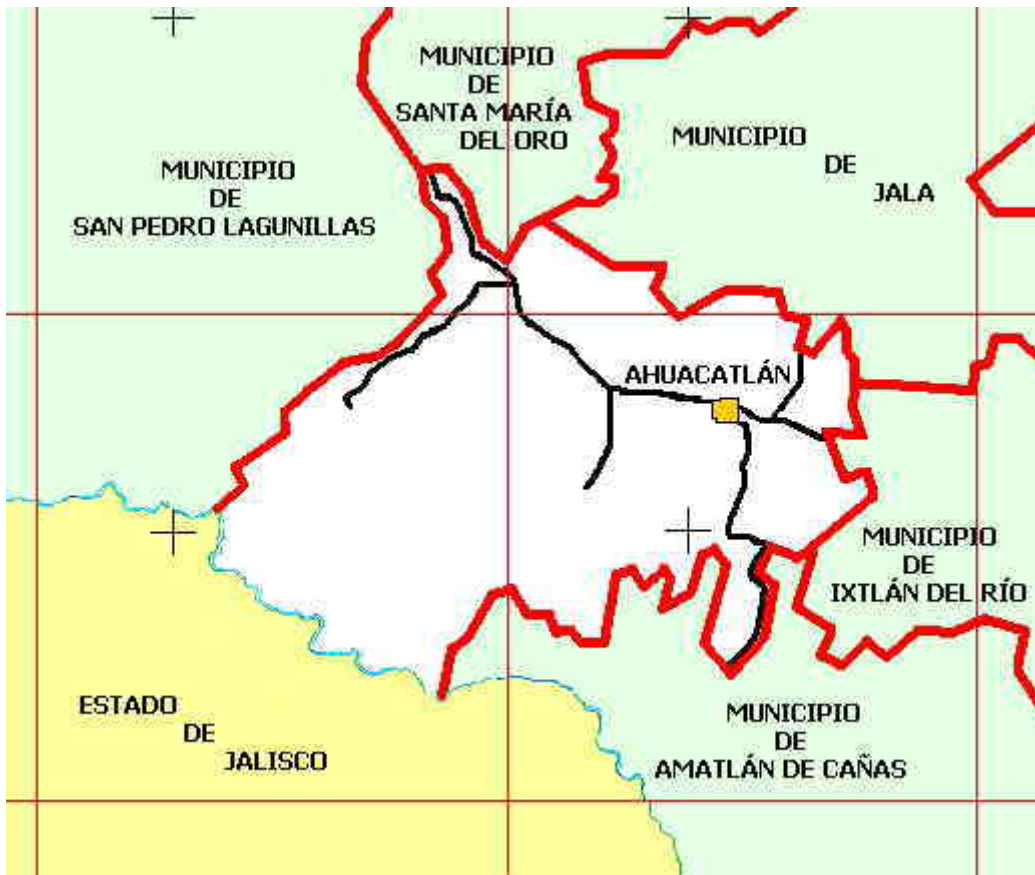 MUNICIPIO
DE
SANTA MARÍA
DEL ORO
MUNICIPIO
DE
JALA
MUNICIPIO
DE
SAN PEDRO LAGUNILLAS
AHUACATLÁN
MUNICIPIO
DE
IXTLÁN DEL RÍO
ESTADO
DE
JALISCO
MUNICIPIO
DE
AMATLÁN DE CAÑAS